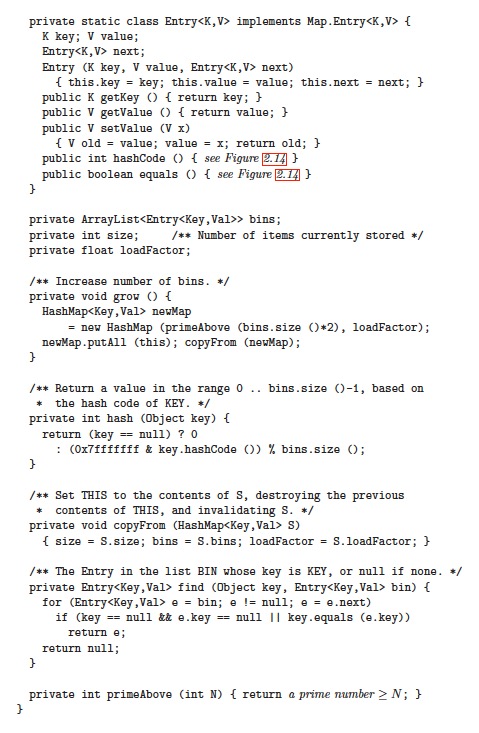 private static class Entry<K,V> implements Map.Entry<K,V> {
K key; V value;
Entry<K,V> next;
Entry (K key, V value, Entry<K,V> next)
{ this.key = key; this.value = value; this.next = next; }
public K getKey () { return key; }
public V getValue () { return value; }
public V setValue (V x)
{ V old = value; value = x; return old; }
public int hashCode () { see Figure 2.14 }
public boolean equals () { see Figure 2.14 }
}
private ArrayList<Entry<Key,Val>> bins;
private int size; /** Number of items currently stored */
private float loadFactor;
/** Increase number of bins. */
private void grow () {
HashMap<Key,Val> newMap
= new HashMap (primeAbove (bins.size ()*2), loadFactor);
newMap.putAll (this); copyFrom (newMap);
}
/** Return a value in the range 0 .. bins.size ()-1, based on
* the hash code of KEY. */
private int hash (Object key) {
return (key == null) ? 0
: (0x7fffffff & key.hashCode ()) % bins.size ();
}
/** Set THIS to the contents of S, destroying the previous
* contents of THIS, and invalidating S. */
private void copyFrom (HashMap<Key,Val> S)
{ size = S.size; bins = S.bins; loadFactor = S.loadFactor; }
/** The Entry in the list BIN whose key is KEY, or null if none. */
private Entry<Key,Val> find (Object key, Entry<Key,Val> bin) {
for (Entry<Key,Val> e = bin; e != null; e = e.next)
if (key == null && e.key == null || key.equals (e.key))
return e;
return null;
}
private int primeAbove (int N) { return a prime number ≥ N; }
}